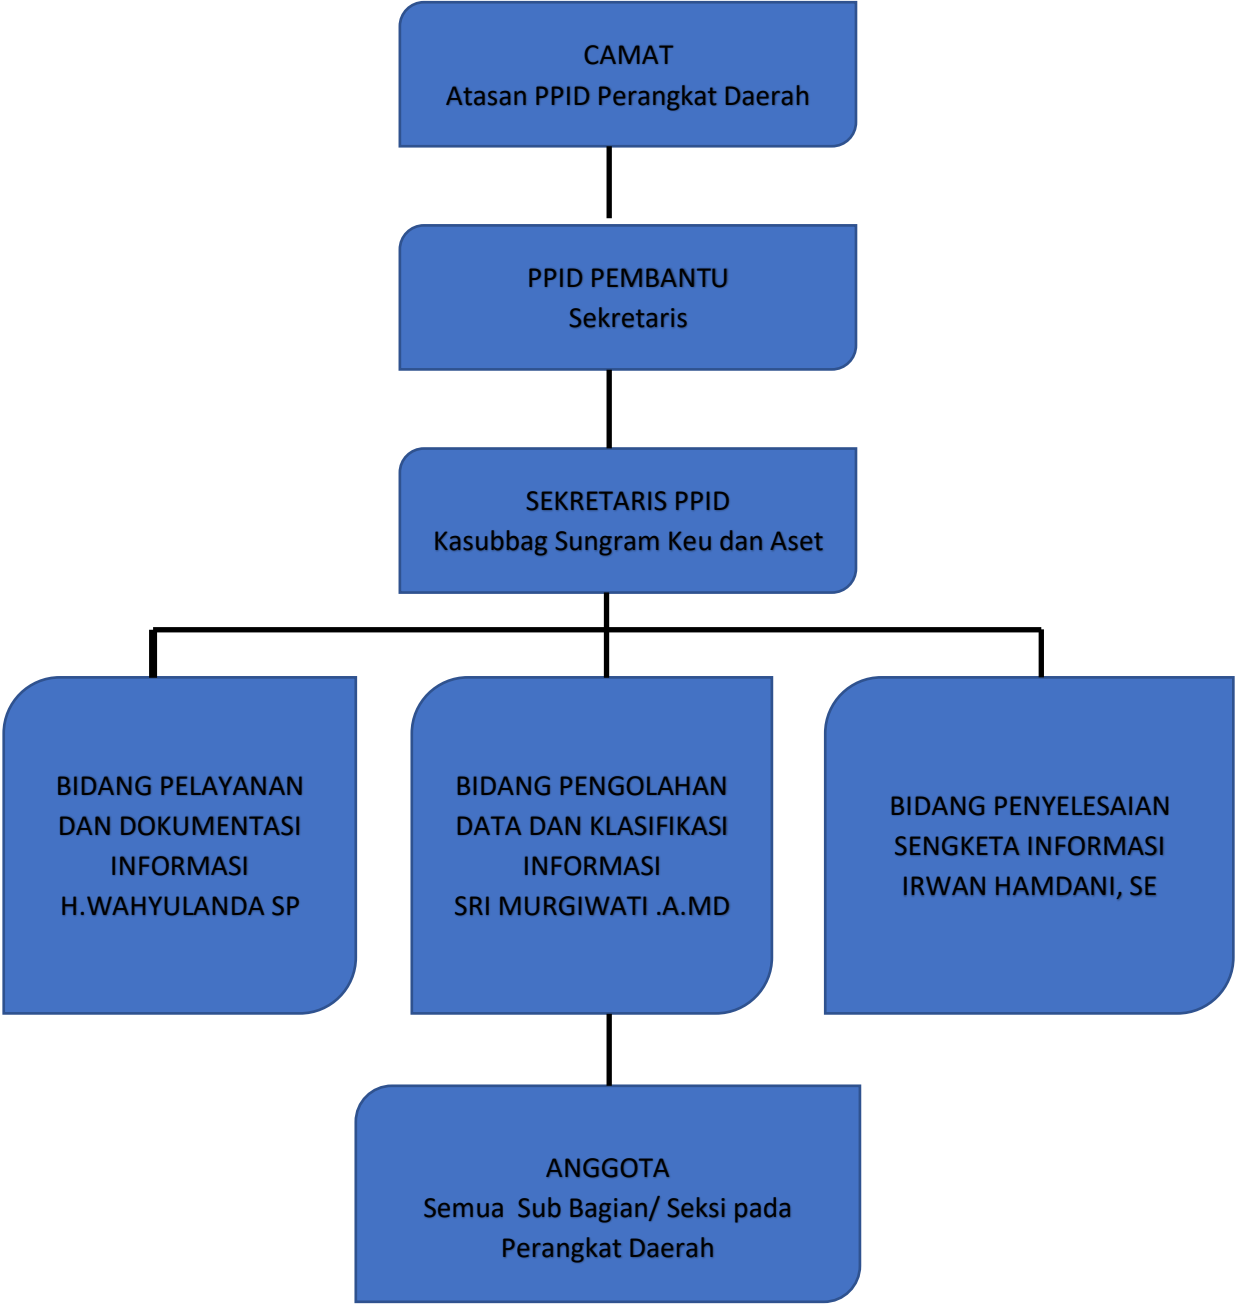 CAMAT
Atasan PPID Perangkat Daerah
PPID PEMBANTU
Sekretaris
SEKRETARIS PPID
Kasubbag Sungram Keu dan Aset
BIDANG PELAYANAN
DAN DOKUMENTASI
INFORMASI
H.WAHYULANDA SP
BIDANG PENGOLAHAN
DATA DAN KLASIFIKASI
INFORMASI
SRI MURGIWATI .A.MD
BIDANG PENYELESAIAN
SENGKETA INFORMASI
IRWAN HAMDANI, SE
ANGGOTA
Semua  Sub Bagian/ Seksi pada
Perangkat Daerah